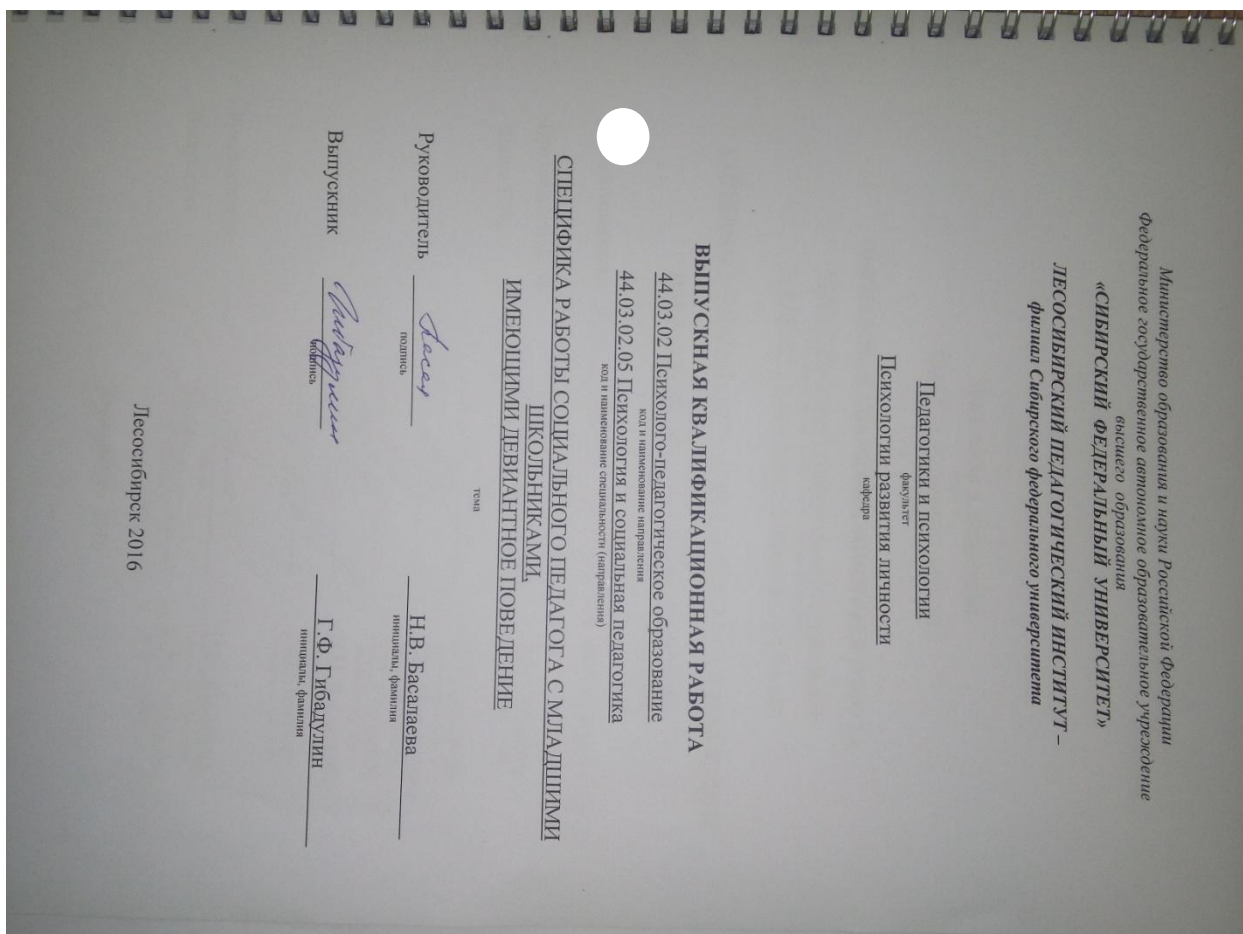 Министерство образования и науки Российской Федерации
Федеральное государственное автономное образовательное учреждение
высшего образования
«СИБИРСКИЙ ФЕДЕРАЛЬНЫЙ УНИВЕРСИТЕТ»
ЛЕСОСИБИРСКИЙ ПЕДАГОГИЧЕСКИЙ ИНСТИТУТ –
филиал Сибирского федерального университета
Педагогики и психологии
факультет
Психологии развития личности
кафедра
ВЫПУСКНАЯ КВАЛИФИКАЦИОННАЯ РАБОТА
44.03.02 Психолого-педагогическое образование
код и наименование направления
44.03.02.05 Психология и социальная педагогика
код и наименование специальности (направления)
СПЕЦИФИКА РАБОТЫ СОЦИАЛЬНОГО ПЕДАГОГА С МЛАДШИМИ
ШКОЛЬНИКАМИ,
ИМЕЮЩИМИ ДЕВИАНТНОЕ ПОВЕДЕНИЕ
тема
Руководитель Н.В. Басалаева
подпись инициалы, фамилия
Выпускник Г.Ф. Гибадулин
подпись инициалы, фамилия
Лесосибирск 2016